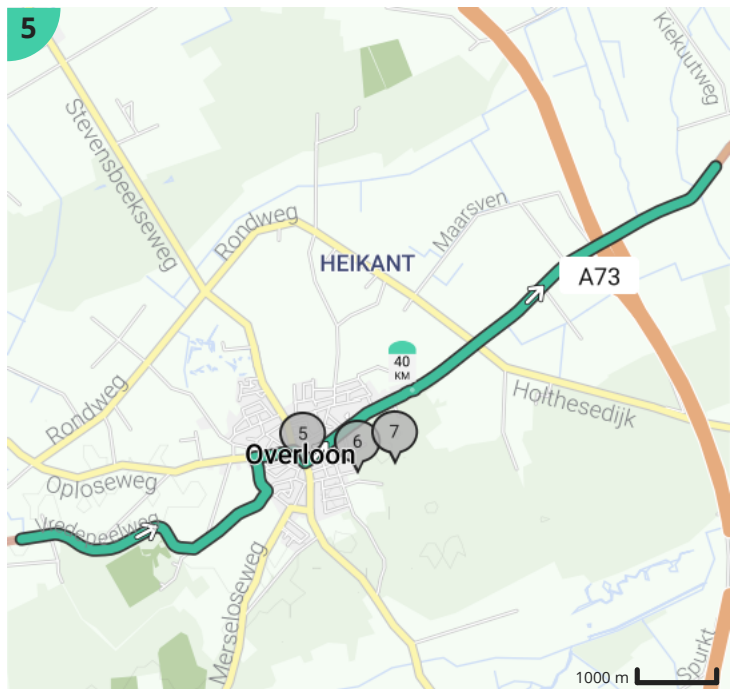 5
Kiekuutweg
Stevensbeekseweg
Rondweg
Maarsven
HEIKANT
A73
40
KM
Rondweg
Holthesedijk
5
6
7
Overloon
Oploseweg
Vredepeelweg
Merseloseweg
Spurkt
1000 m